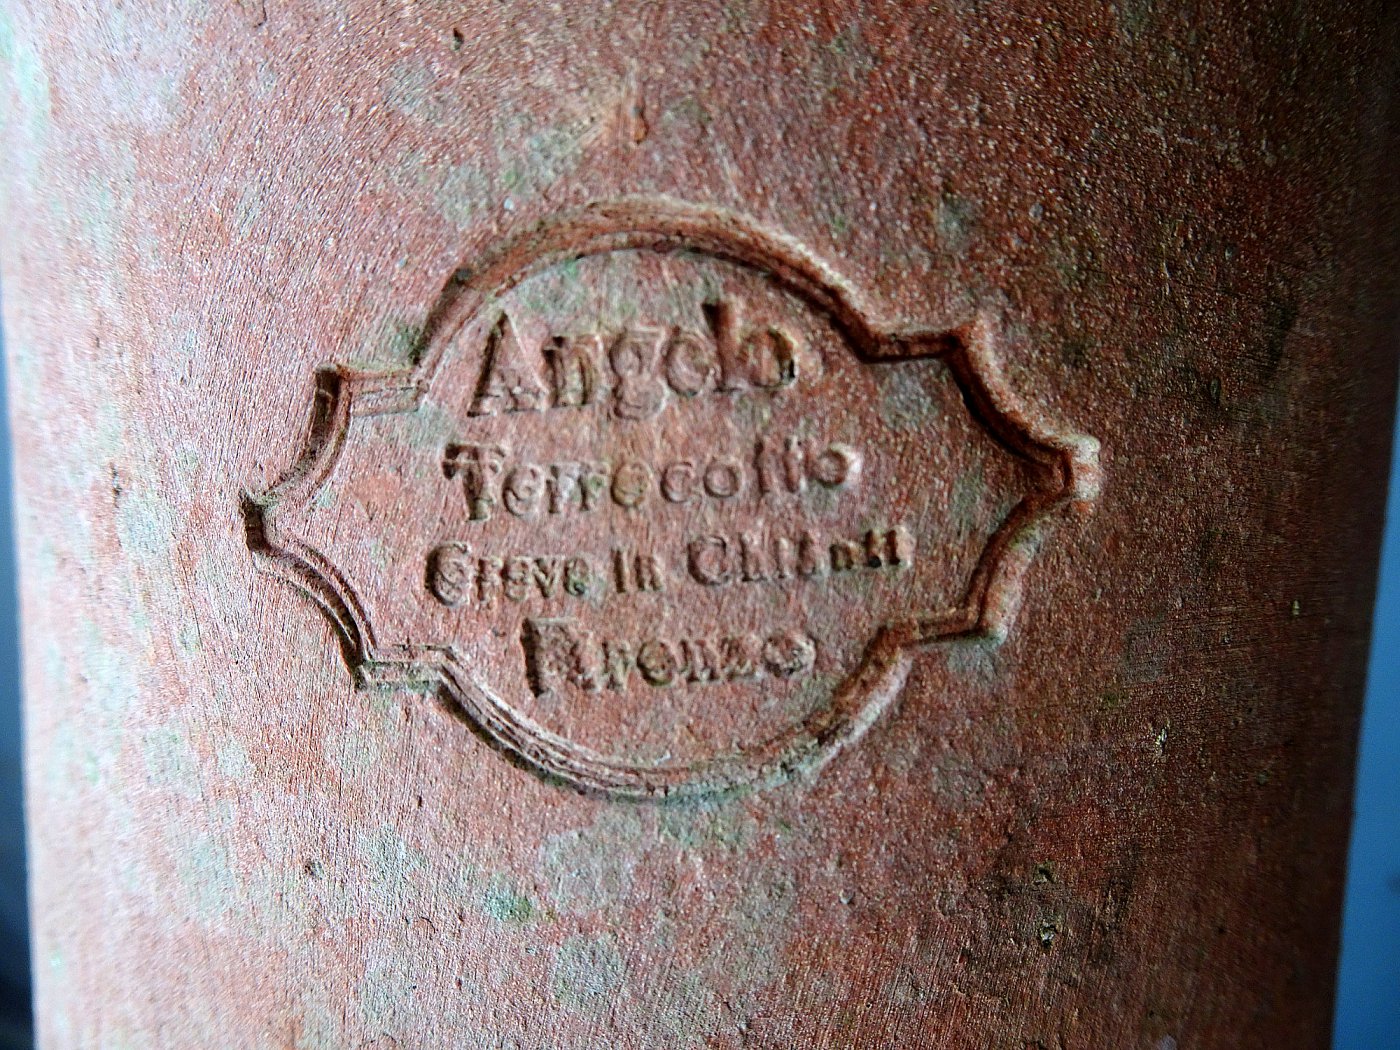 Angelo
Terrecotte
Greve in Chianti
Firenze